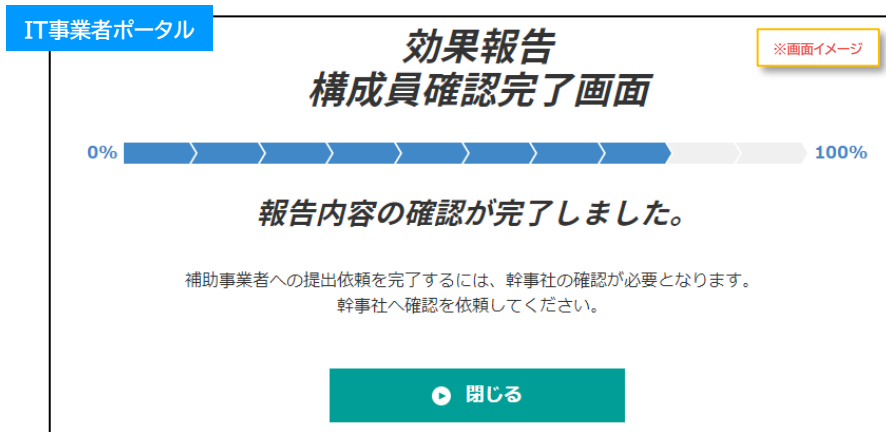 IT事業者ポータル
※画面イメージ
効果報告
構成員確認完了画面
0%
100%
報告内容の確認が完了しました。
補助事業者への提出依頼を完了するには、幹事社の確認が必要となります。
幹事社へ確認を依頼してください。
閉じる